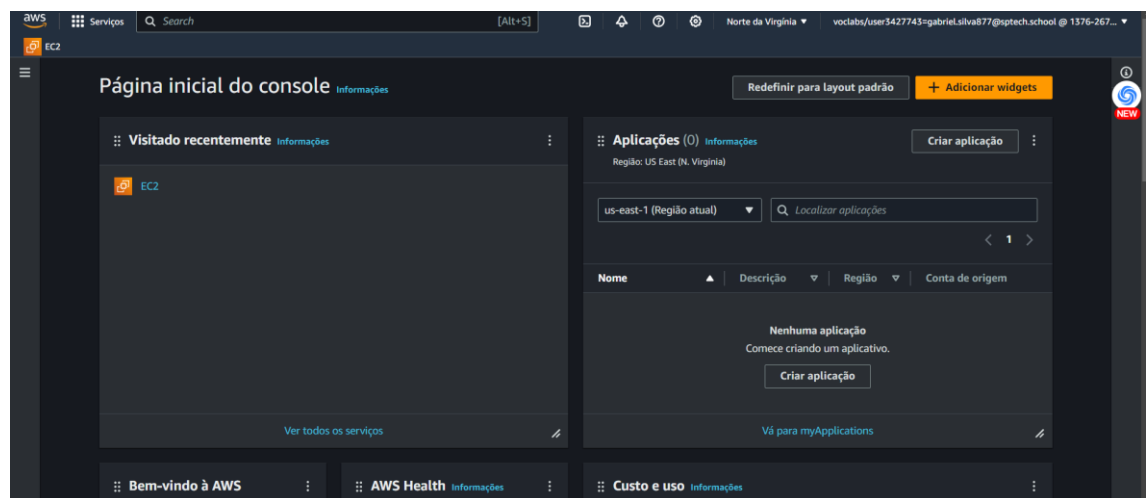 aws Serviços Search [Alt+S] Norte da Virgínia ▼ voclabs/user3427743=gabriel.silva877@sptech.school @ 1376-267... ▼
EC2
Página inicial do console Informações
Redefinir para layout padrão
+ Adicionar widgets
NEW
Visitado recentemente Informações
EC2
Ver todos os serviços
Aplicações (0) Informações
Criar aplicação
Região: US East (N. Virginia)
us-east-1 (Região atual) ▼ Localizar aplicações
< 1 >
Nome Descrição Região Conta de origem
Nenhuma aplicação
Comece criando um aplicativo.
Criar aplicação
Vá para myApplications
Bem-vindo à AWS
AWS Health Informações
Custo e uso Informações